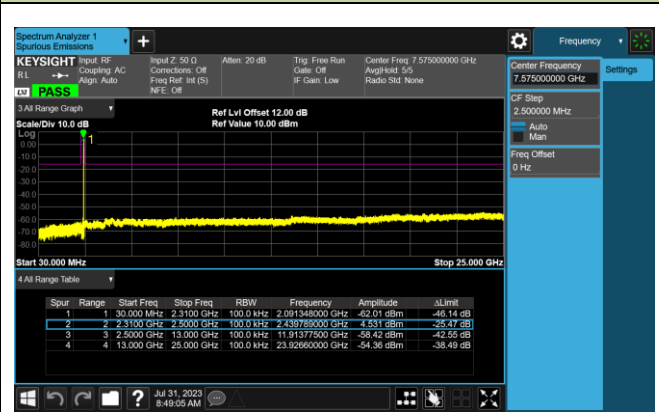 Spectrum Analyzer 1
Spurious Emissions
Frequency
KEYSIGHT
RL
PASS
Input: RF
Coupling: AC
Align: Auto
Input Z: 50 Ω
Corrections: Off
Freq Ref: Int (S)
NFE: Off
Atten: 20 dB
Trig: Free Run
Gate: Off
IF Gain: Low
Center Freq: 7.575000000 GHz
Avg|Hold: 5/5
Radio Std: None
Center Frequency
7.575000000 GHz
Settings
CF Step
2.500000 MHz
Auto
Man
Freq Offset
0 Hz
3 All Range Graph
Scale/Div 10.0 dB
Ref Lvl Offset 12.00 dB
Ref Value 10.00 dBm
Log
1
0.00
-10.0
-20.0
-30.0
-40.0
-50.0
-60.0
-70.0
-80.0
Start 30.000 MHz
Stop 25.000 GHz
4 All Range Table
Spur Range Start Freq Stop Freq RBW Frequency Amplitude ΔLimit
1 1 30.000 MHz 2.3100 GHz 100.0 kHz 2.091348000 GHz -62.01 dBm -46.14 dB
2 2 2.3100 GHz 2.5000 GHz 100.0 kHz 2.439789000 GHz 4.531 dBm -25.47 dB
3 3 2.5000 GHz 13.000 GHz 100.0 kHz 11.91377500 GHz -58.42 dBm -42.55 dB
4 4 13.000 GHz 25.000 GHz 100.0 kHz 23.92660000 GHz -54.36 dBm -38.49 dB
Jul 31, 2023
8:49:05 AM